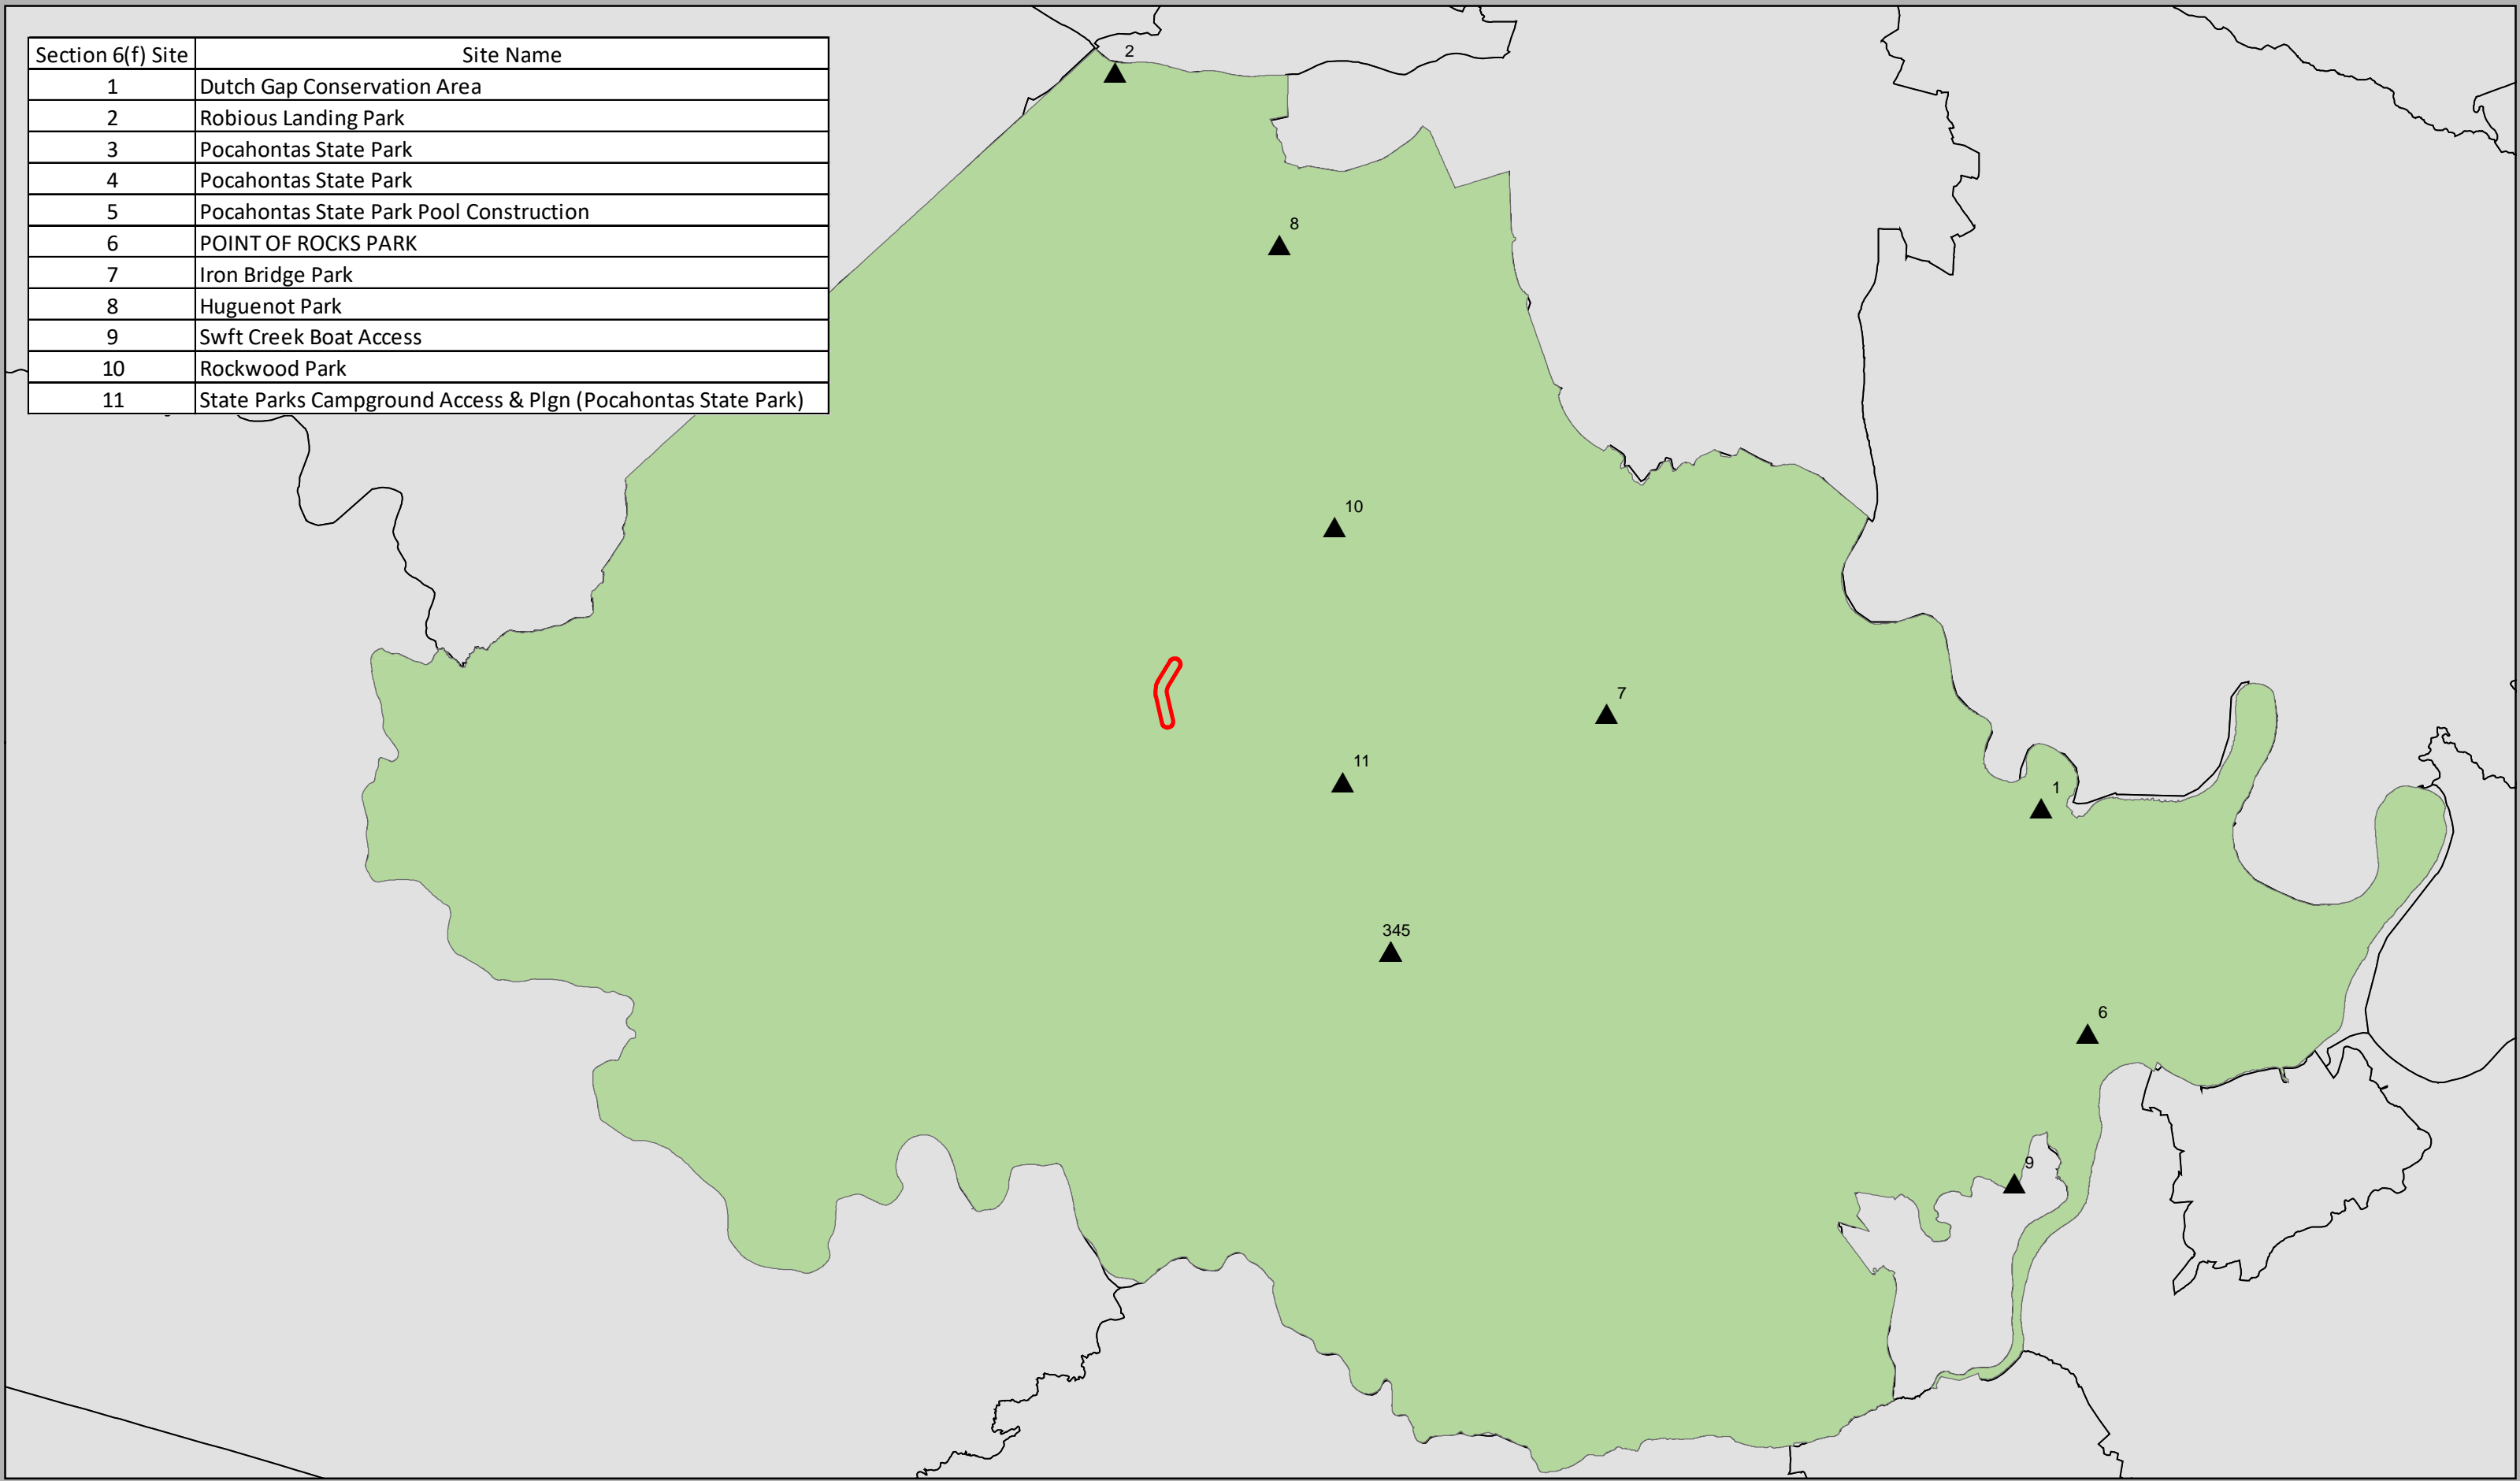 Section 6(f) Site Site Name
1 Dutch Gap Conservation Area
2 Robious Landing Park
3 Pocahontas State Park
4 Pocahontas State Park
5 Pocahontas State Park Pool Construction
6 POINT OF ROCKS PARK
7 Iron Bridge Park
8 Huguenot Park
9 Swft Creek Boat Access
10 Rockwood Park
11 State Parks Campground Access & Plgn (Pocahontas State Park)
2
8
10
7
11
1
345
6
9